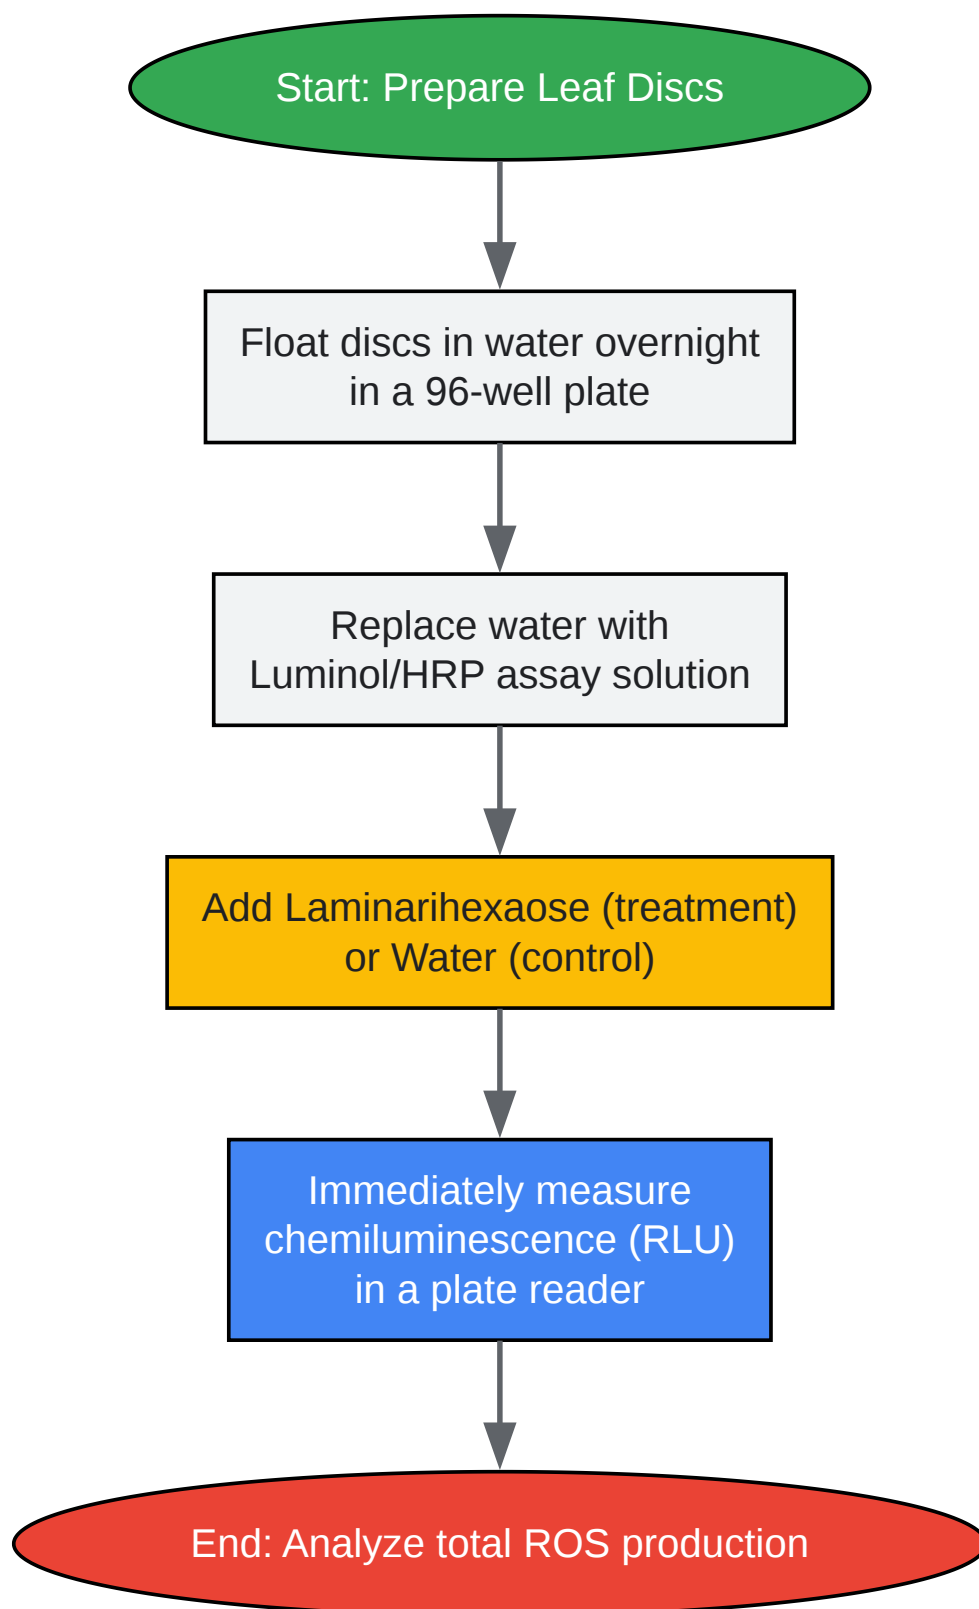 Start: Prepare Leaf Discs
Float discs in water overnight
in a 96-well plate
Replace water with
Luminol/HRP assay solution
Add Laminarihexaose (treatment)
or Water (control)
Immediately measure
chemiluminescence (RLU)
in a plate reader
End: Analyze total ROS production